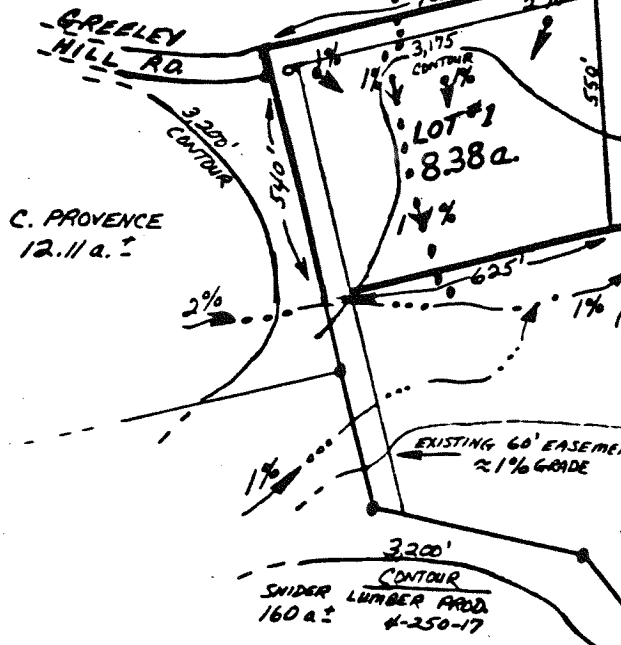 GREELEY
HILL RD.
1%
1%
3,175
CONTOUR
1%
550'
3,200'
CONTOUR
540'
LOT #1
8.38 a.
C. PROVENCE
12.11 a. ±
1 %
625'
2%
1%
1%
EXISTING 60' EASEME
≈ 1% GRADE
3,200'
CONTOUR
SNIDER LUMBER PROD.
160 a ± 4-250-17